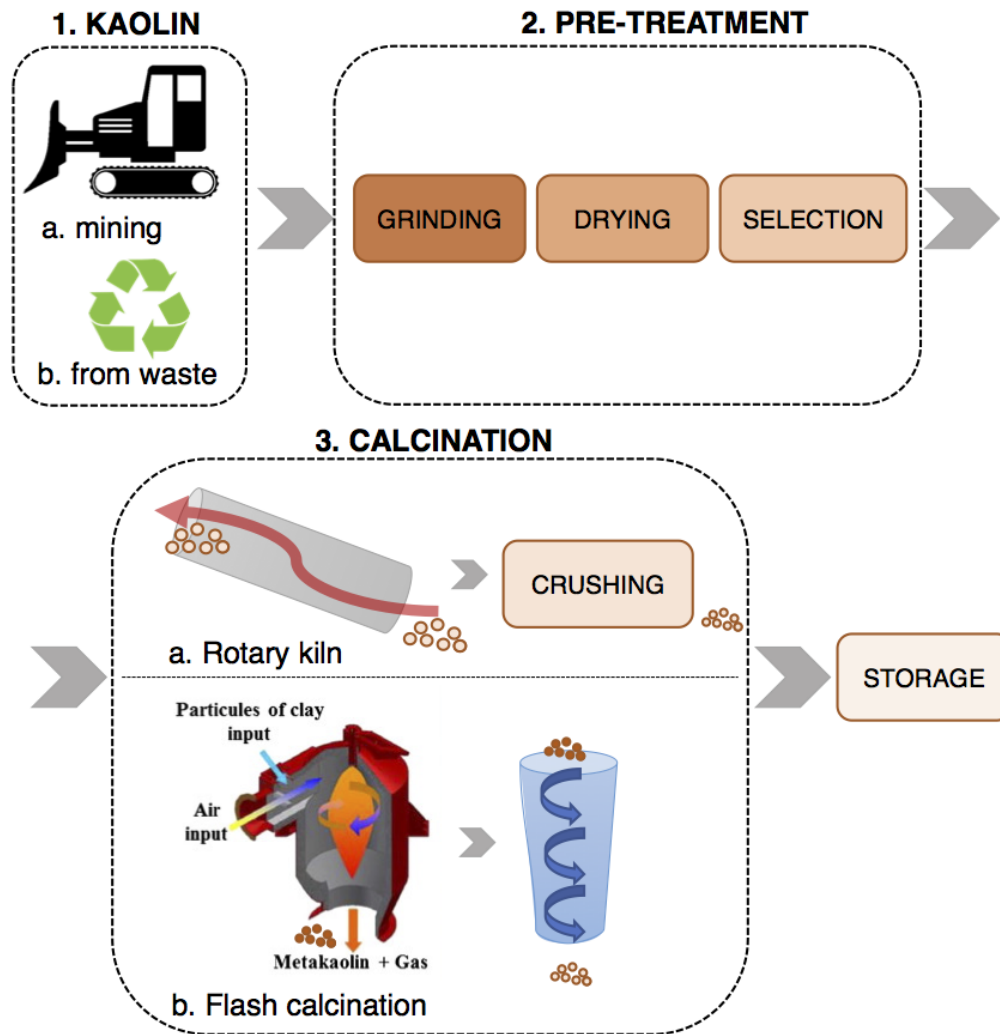 1. KAOLIN
2. PRE-TREATMENT
a. mining
b. from waste
GRINDING
DRYING
SELECTION
3. CALCINATION
CRUSHING
a. Rotary kiln
STORAGE
Particules of clay
input
Air
input
Metakaolin + Gas
b. Flash calcination